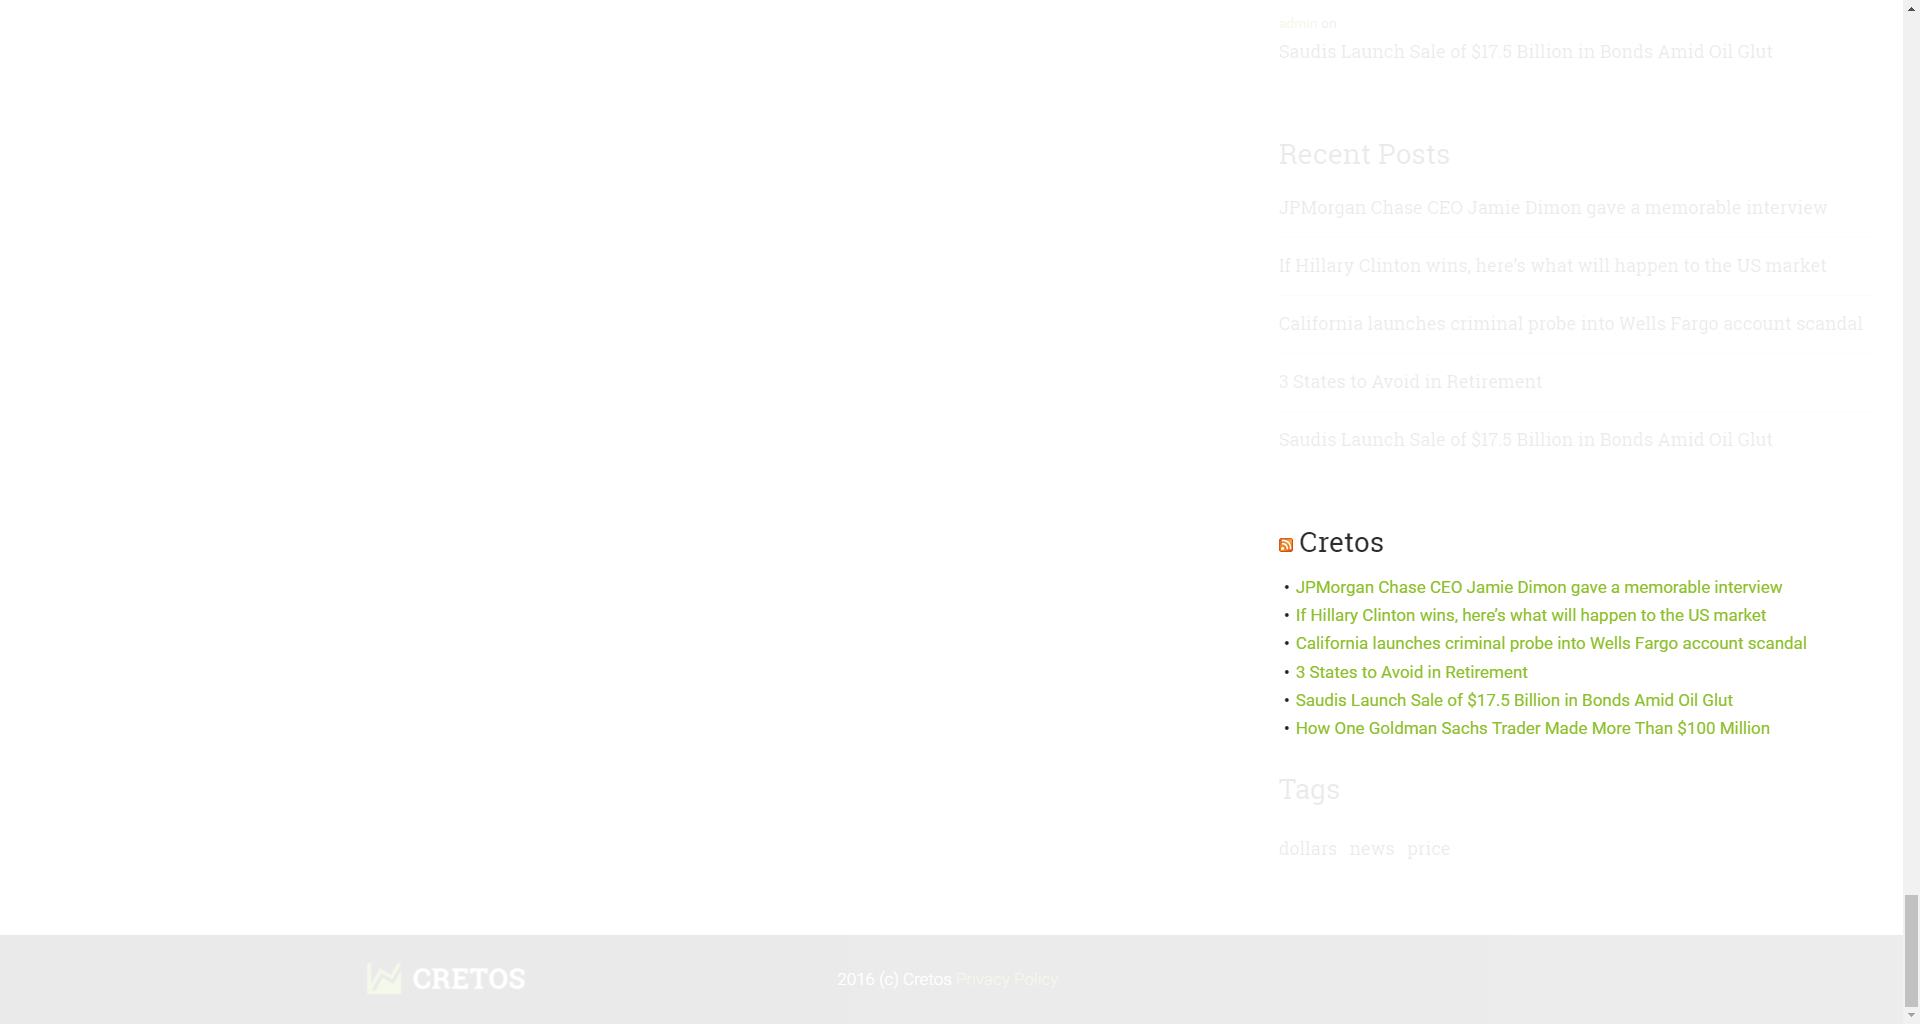 admin on
Saudis Launch Sale of $17.5 Billion in Bonds Amid Oil Glut
Recent Posts
JPMorgan Chase CEO Jamie Dimon gave a memorable interview
If Hillary Clinton wins, here's what will happen to the US market
California launches criminal probe into Wells Fargo account scandal
3 States to Avoid in Retirement
Saudis Launch Sale of $17.5 Billion in Bonds Amid Oil Glut
Cretos
• JPMorgan Chase CEO Jamie Dimon gave a memorable interview
• If Hillary Clinton wins, here’s what will happen to the US market
• California launches criminal probe into Wells Fargo account scandal
• 3 States to Avoid in Retirement
• Saudis Launch Sale of $17.5 Billion in Bonds Amid Oil Glut
• How One Goldman Sachs Trader Made More Than $100 Million
Tags
dollars news price
CRETOS
2016 (c) Cretos Privacy Policy